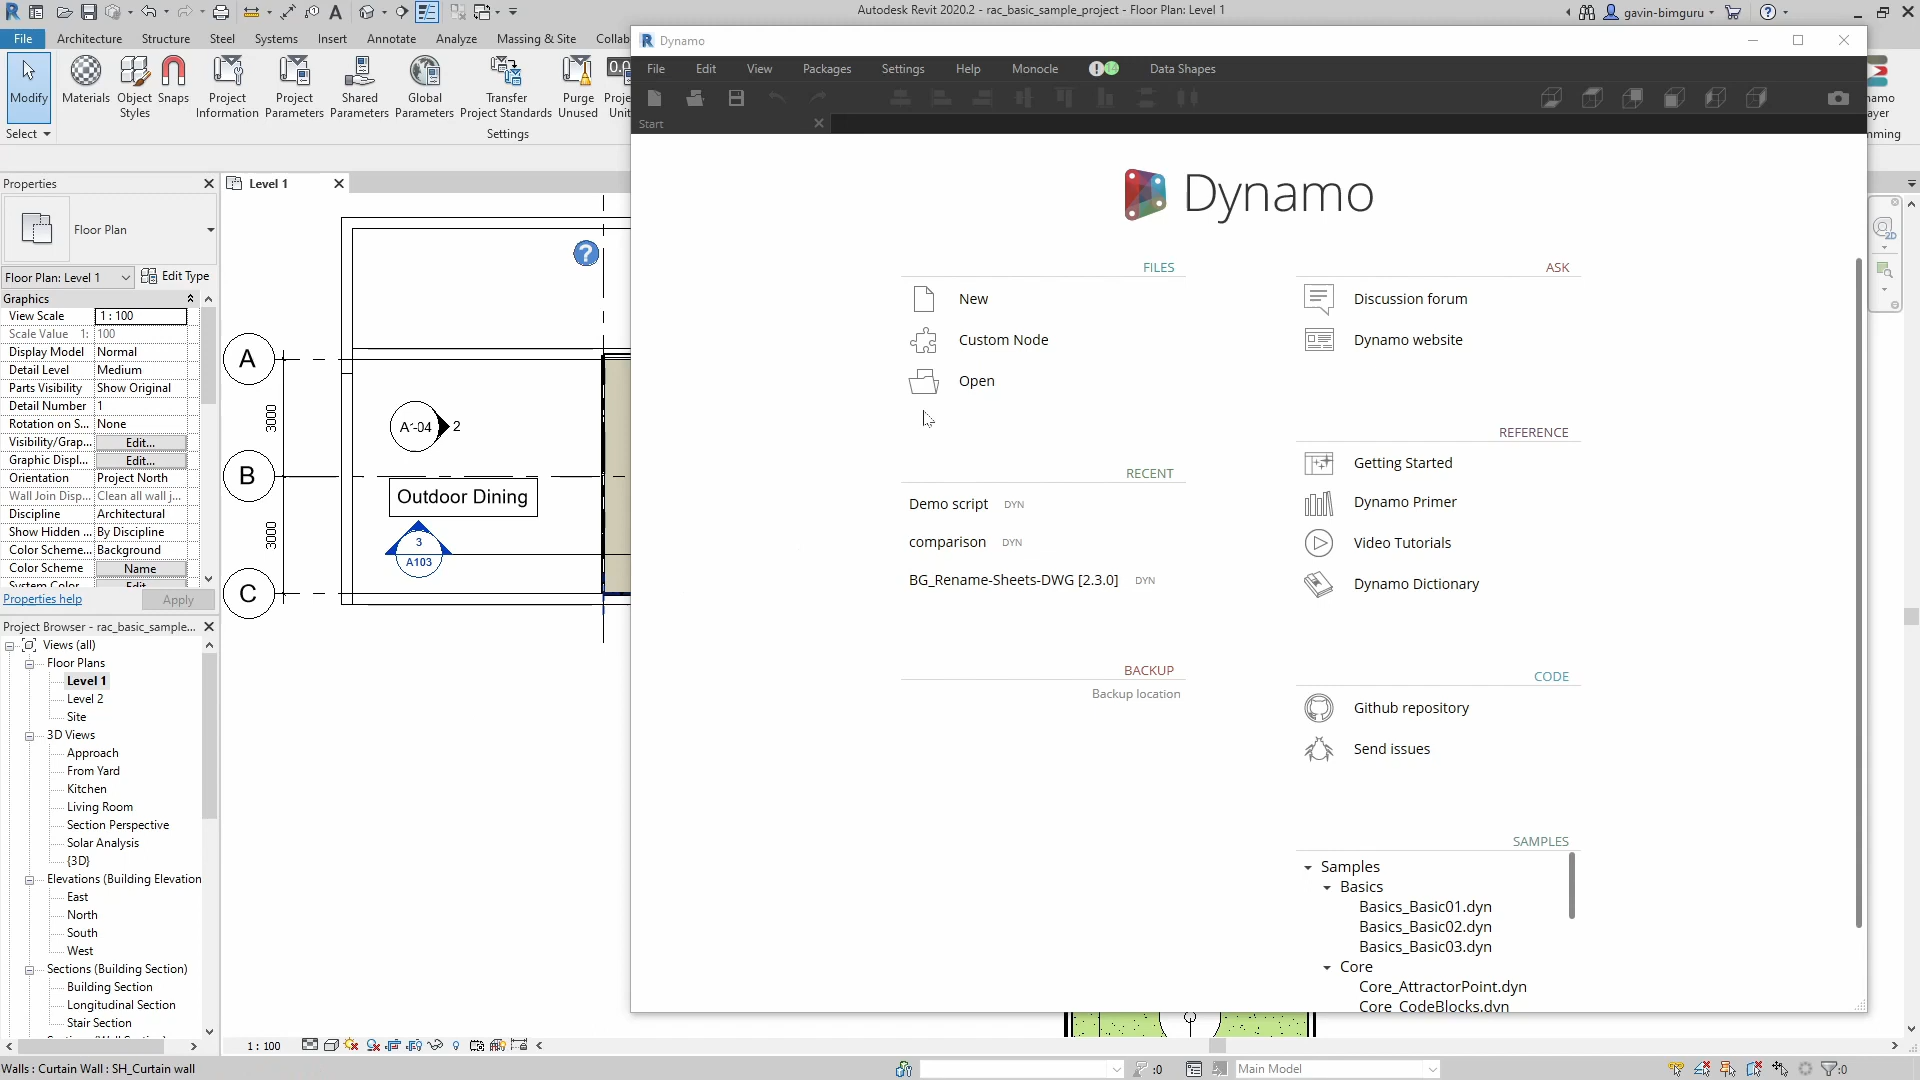 Autodesk Revit 2020.2 - rac_basic_sample_project - Floor Plan: Level 1
gavin-bimguru
File Architecture Structure Steel Systems Insert Annotate Analyze Massing & Site Collab
Modify
Materials
Object Styles
Snaps
Project Information
Project Parameters
Shared Parameters
Global Parameters
Transfer Project Standards
Purge Unused
Select
Settings
Properties
Floor Plan
Floor Plan: Level 1
Edit Type
Graphics
View Scale 1 : 100
Scale Value 1: 100
Display Model Normal
Detail Level Medium
Parts Visibility Show Original
Detail Number 1
Rotation on S... None
Visibility/Grap... Edit...
Graphic Displ... Edit...
Orientation Project North
Wall Join Disp... Clean all wall j...
Discipline Architectural
Show Hidden ... By Discipline
Color Scheme... Background
Color Scheme Name
System Color Edit
Properties help
Apply
Project Browser - rac_basic_sample...
Views (all)
Floor Plans
Level 1
Level 2
Site
3D Views
Approach
From Yard
Kitchen
Living Room
Section Perspective
Solar Analysis
{3D}
Elevations (Building Elevation
East
North
South
West
Sections (Building Section)
Building Section
Longitudinal Section
Stair Section
Walls : Curtain Wall : SH_Curtain wall
Level 1
A
3000
B
3000
C
2
Outdoor Dining
3
A103
1 : 100
:0
Main Model
:0
Dynamo
File Edit View Packages Settings Help Monocle Data Shapes
Start
Dynamo
FILES
New
Custom Node
Open
RECENT
Demo script DYN
comparison DYN
BG_Rename-Sheets-DWG [2.3.0] DYN
BACKUP
Backup location
ASK
Discussion forum
Dynamo website
REFERENCE
Getting Started
Dynamo Primer
Video Tutorials
Dynamo Dictionary
CODE
Github repository
Send issues
SAMPLES
Samples
Basics
Basics_Basic01.dyn
Basics_Basic02.dyn
Basics_Basic03.dyn
Core
Core_AttractorPoint.dyn
Core_CodeBlocks.dyn